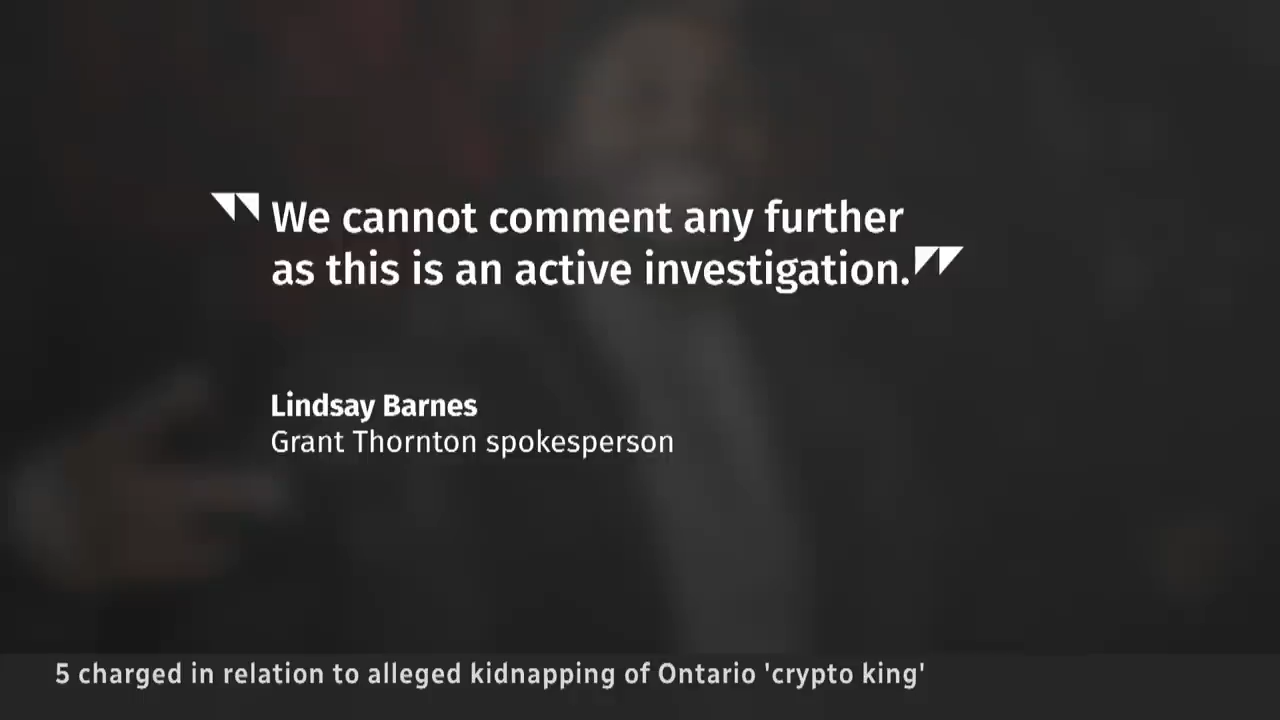 "We cannot comment any further
as this is an active investigation."
Lindsay Barnes
Grant Thornton spokesperson
5 charged in relation to alleged kidnapping of Ontario 'crypto king'